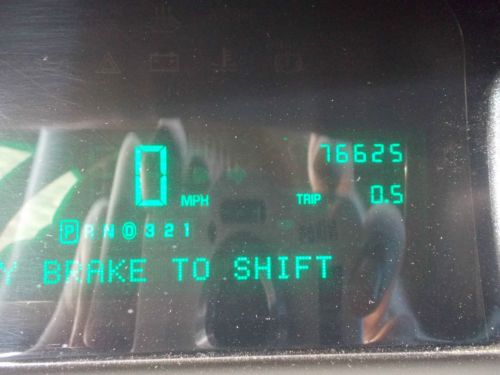 76625
0 MPH TRIP 0.5
P R N D 3 2 1
Y BRAKE TO SHIFT